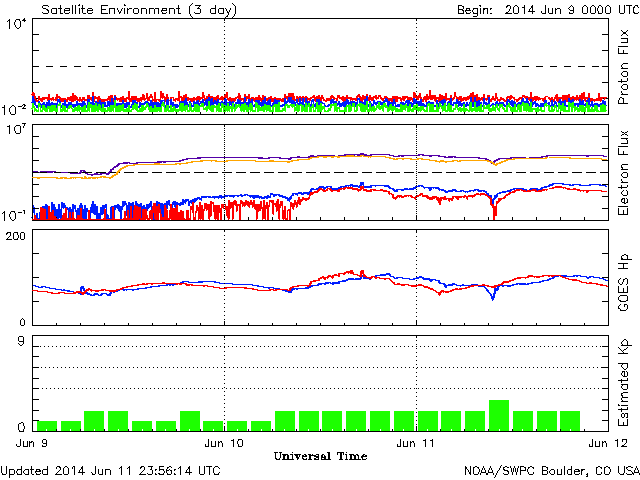 Satellite Environment (3 day)
Begin: 2014 Jun 9 0000 UTC
10⁴
10⁻²
Proton Flux
10⁷
10⁻¹
Electron Flux
200
100
0
GOES Hp
9
0
Estimated Kp
Jun 9
Jun 10
Jun 11
Jun 12
Universal Time
Updated 2014 Jun 11 23:56:14 UTC
NOAA/SWPC Boulder, CO USA